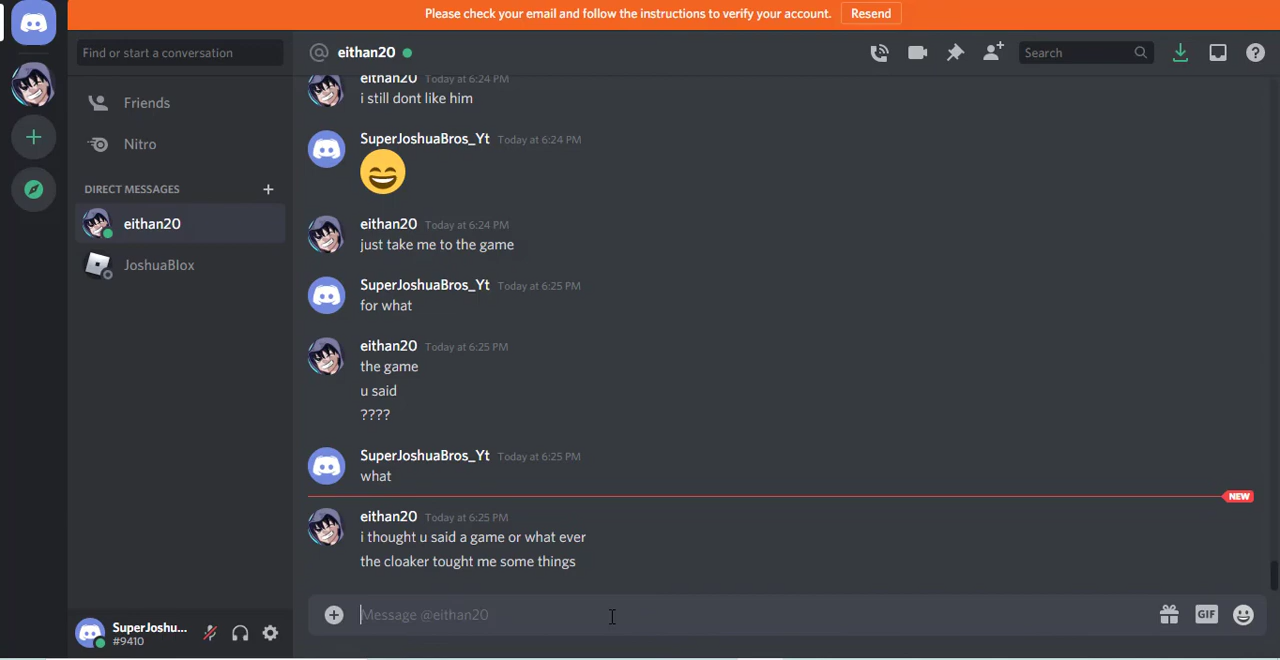 Please check your email and follow the instructions to verify your account. Resend
Find or start a conversation
Friends
Nitro
DIRECT MESSAGES
eithan20
JoshuaBlox
SuperJoshu...
#9410
eithan20
Search
eithan20 Today at 6:24 PM
i still dont like him
SuperJoshuaBros_Yt Today at 6:24 PM
eithan20 Today at 6:24 PM
just take me to the game
SuperJoshuaBros_Yt Today at 6:25 PM
for what
eithan20 Today at 6:25 PM
the game
u said
????
SuperJoshuaBros_Yt Today at 6:25 PM
what
NEW
eithan20 Today at 6:25 PM
i thought u said a game or what ever
the cloaker tought me some things
Message @eithan20
GIF